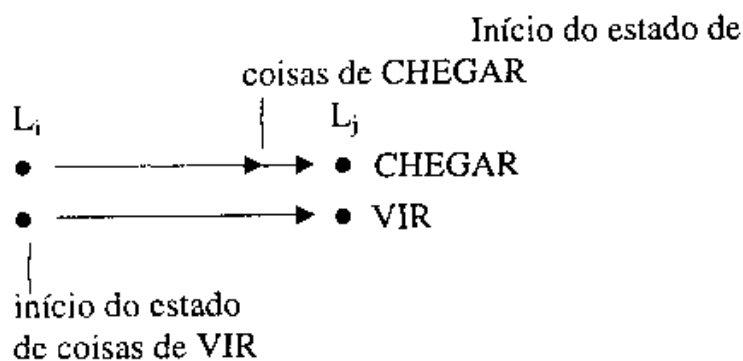 Início do estado de
coisas de CHEGAR
Lᵢ Lⱼ
CHEGAR
VIR
início do estado
de coisas de VIR